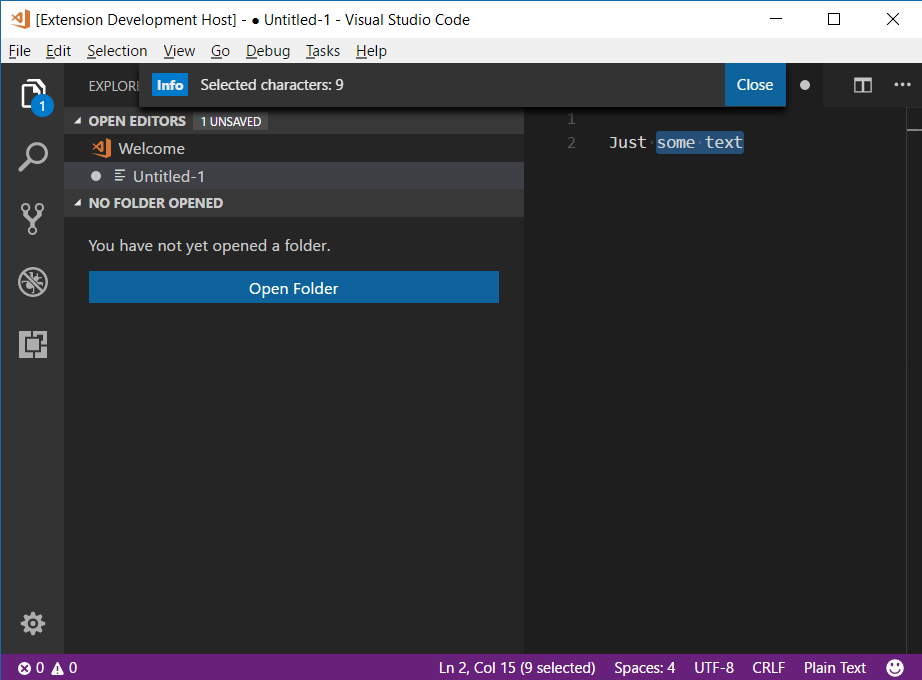 [Extension Development Host] - ● Untitled-1 - Visual Studio Code
File Edit Selection View Go Debug Tasks Help
EXPLORE
Info Selected characters: 9 Close
1
OPEN EDITORS 1 UNSAVED
Welcome
Untitled-1
NO FOLDER OPENED
You have not yet opened a folder.
Open Folder
1
2 Just some text
0 0 Ln 2, Col 15 (9 selected) Spaces: 4 UTF-8 CRLF Plain Text